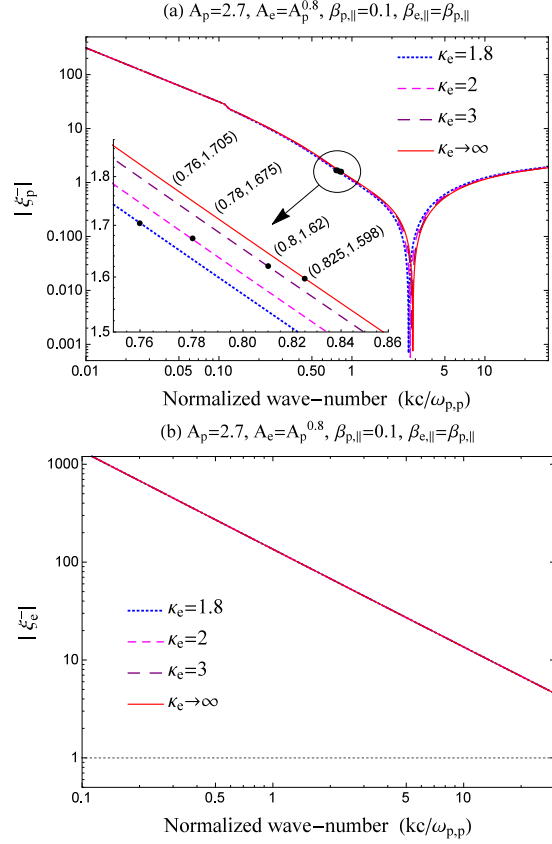 (a) Aₚ=2.7, Aₑ=Aₚ^0.8, βₚ,∥=0.1, βₑ,∥=βₚ,∥
κₑ=1.8
κₑ=2
κₑ=3
κₑ→∞
|ξₚ⁻|
100
10
1
0.100
0.010
0.001
(0.76,1.705)
(0.78,1.675)
(0.8,1.62)
(0.825,1.598)
1.8
1.7
1.6
1.5
0.76 0.78 0.80 0.82 0.84 0.86
0.01 0.05 0.10 0.50 1 5 10
Normalized wave−number (kc/ωₚ,ₚ)
(b) Aₚ=2.7, Aₑ=Aₚ^0.8, βₚ,∥=0.1, βₑ,∥=βₚ,∥
|ξₑ⁻|
1000
100
10
1
κₑ=1.8
κₑ=2
κₑ=3
κₑ→∞
0.1 0.5 1 5 10
Normalized wave−number (kc/ωₚ,ₚ)